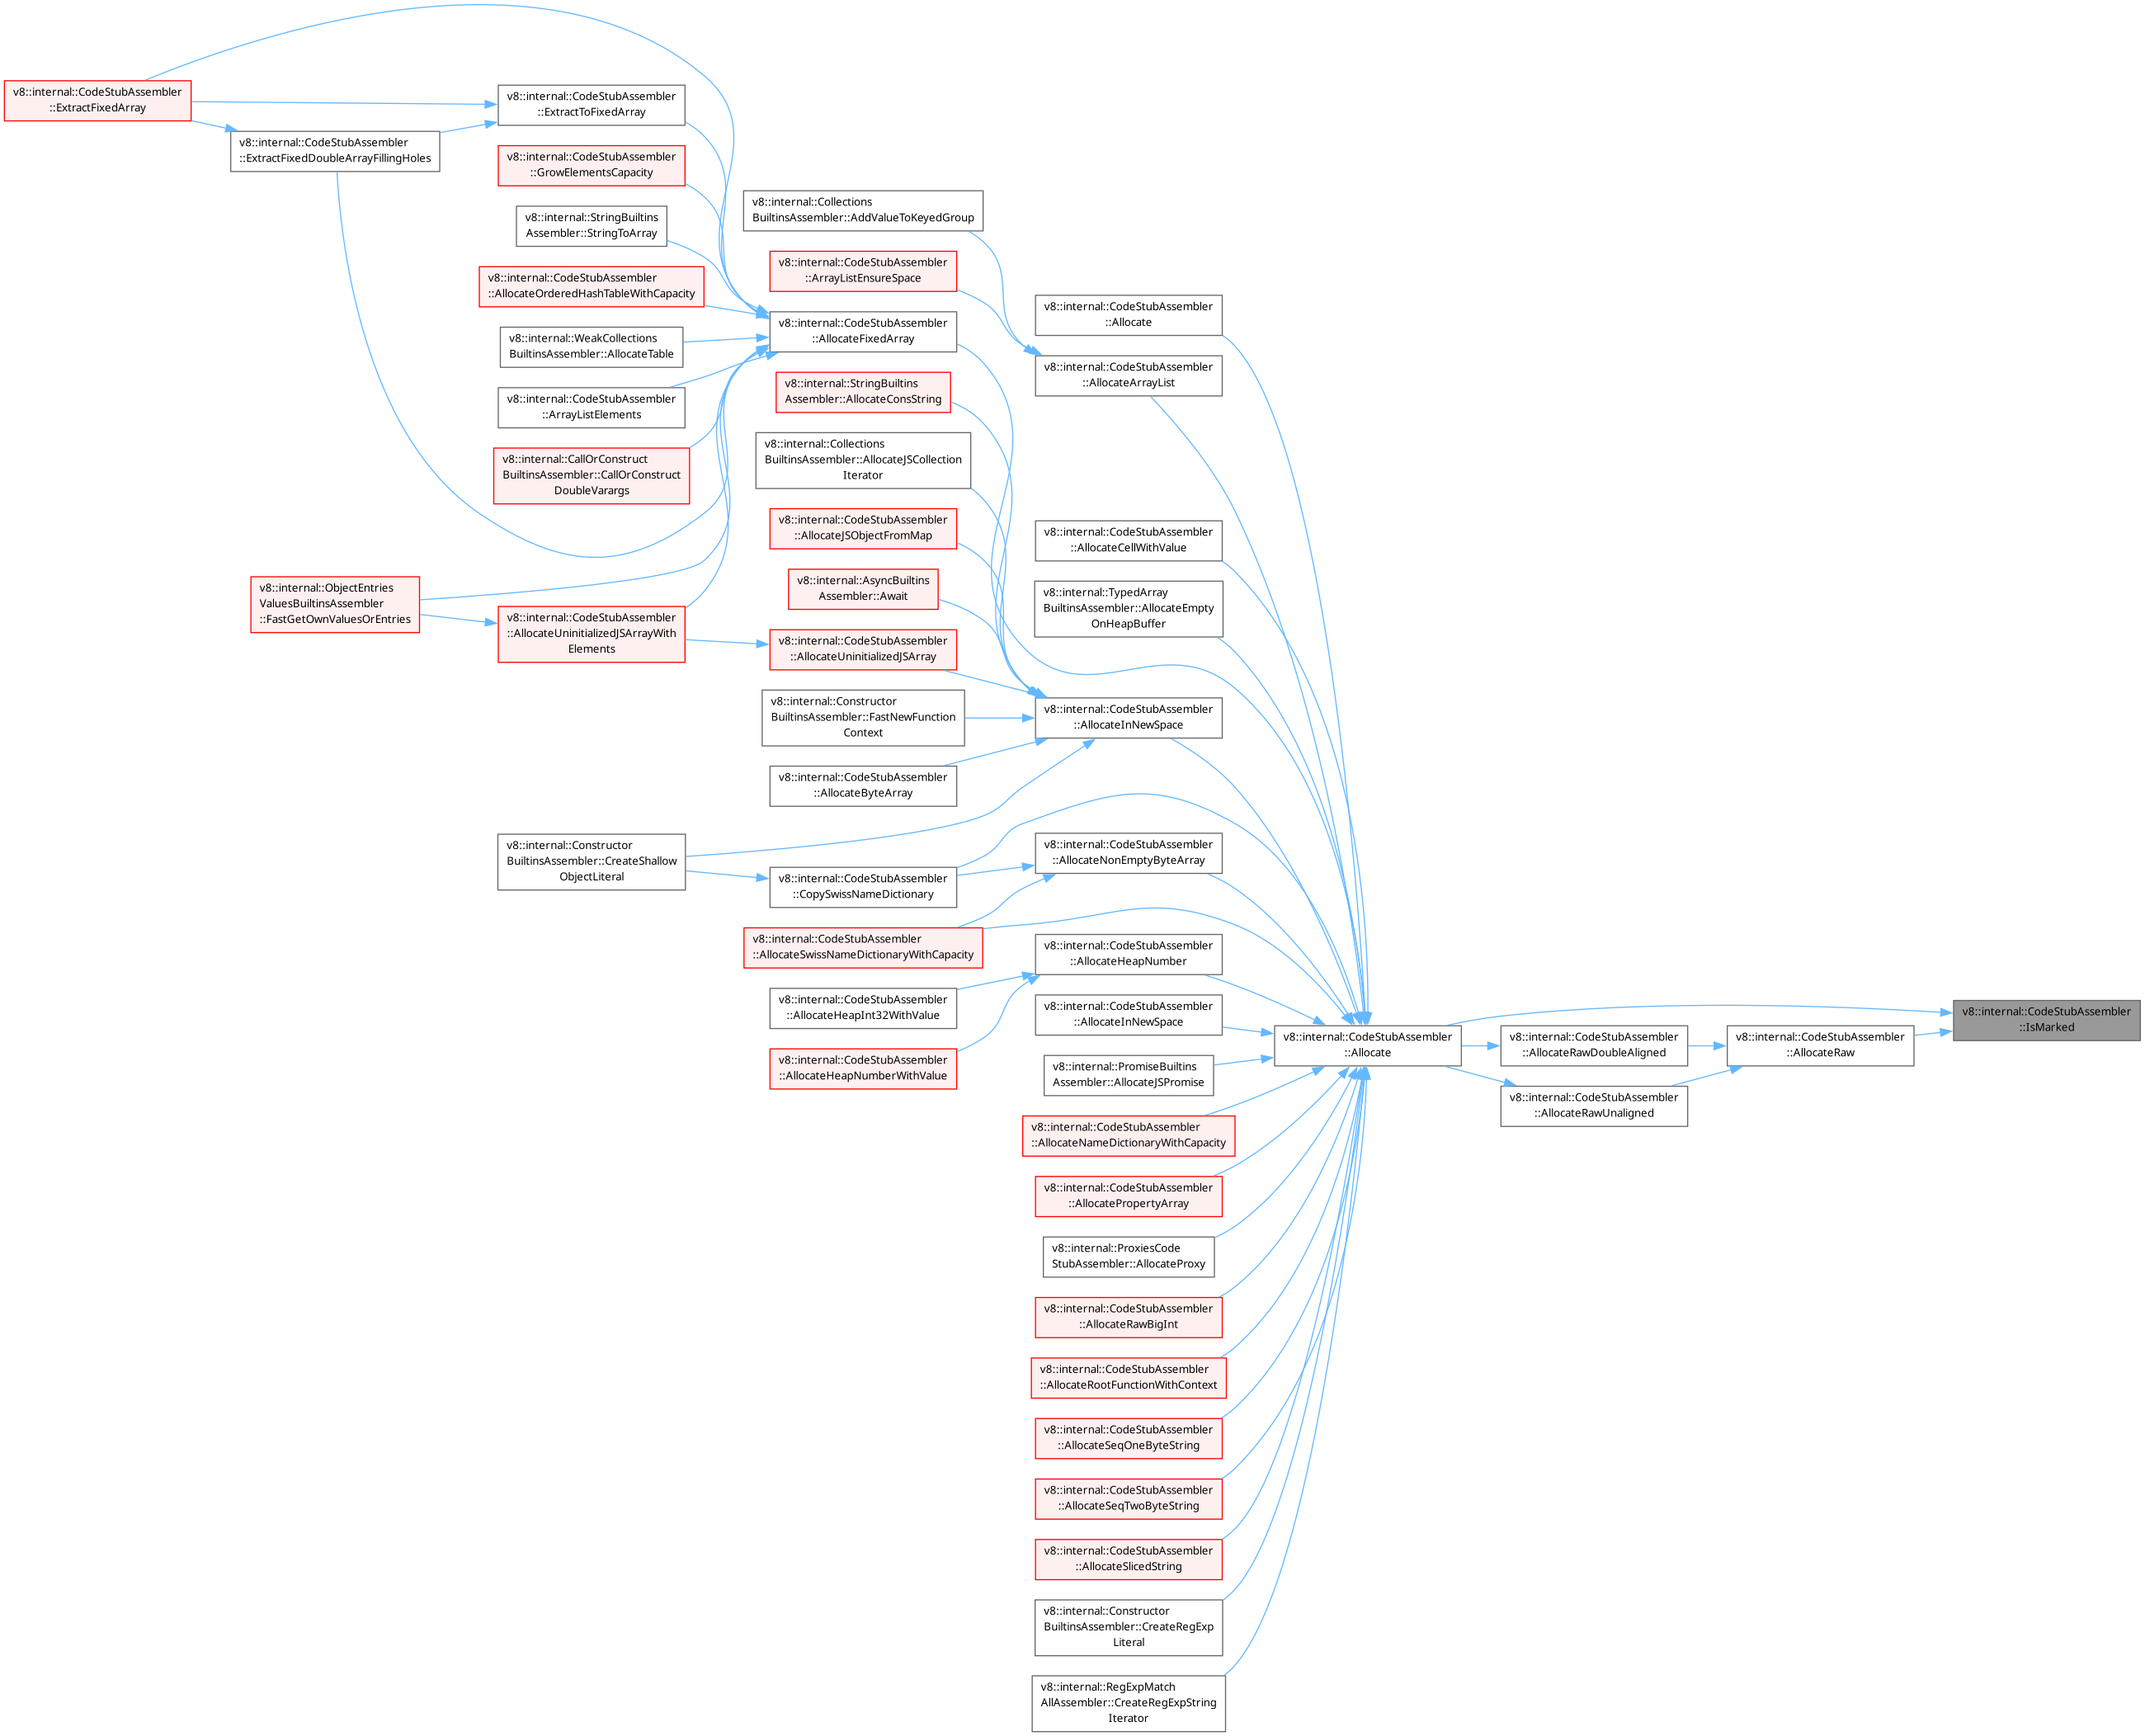 v8::internal::CodeStubAssembler
::ExtractFixedArray
v8::internal::CodeStubAssembler
::ExtractFixedDoubleArrayFillingHoles
v8::internal::ObjectEntries
ValuesBuiltinsAssembler
::FastGetOwnValuesOrEntries
v8::internal::CodeStubAssembler
::ExtractToFixedArray
v8::internal::CodeStubAssembler
::GrowElementsCapacity
v8::internal::StringBuiltins
Assembler::StringToArray
v8::internal::CodeStubAssembler
::AllocateOrderedHashTableWithCapacity
v8::internal::WeakCollections
BuiltinsAssembler::AllocateTable
v8::internal::CodeStubAssembler
::ArrayListElements
v8::internal::CallOrConstruct
BuiltinsAssembler::CallOrConstruct
DoubleVarargs
v8::internal::CodeStubAssembler
::AllocateUninitializedJSArrayWith
Elements
v8::internal::Constructor
BuiltinsAssembler::CreateShallow
ObjectLiteral
v8::internal::Collections
BuiltinsAssembler::AddValueToKeyedGroup
v8::internal::CodeStubAssembler
::ArrayListEnsureSpace
v8::internal::CodeStubAssembler
::AllocateFixedArray
v8::internal::StringBuiltins
Assembler::AllocateConsString
v8::internal::Collections
BuiltinsAssembler::AllocateJSCollection
Iterator
v8::internal::CodeStubAssembler
::AllocateJSObjectFromMap
v8::internal::AsyncBuiltins
Assembler::Await
v8::internal::CodeStubAssembler
::AllocateUninitializedJSArray
v8::internal::Constructor
BuiltinsAssembler::FastNewFunction
Context
v8::internal::CodeStubAssembler
::AllocateByteArray
v8::internal::CodeStubAssembler
::CopySwissNameDictionary
v8::internal::CodeStubAssembler
::AllocateSwissNameDictionaryWithCapacity
v8::internal::CodeStubAssembler
::AllocateHeapInt32WithValue
v8::internal::CodeStubAssembler
::AllocateHeapNumberWithValue
v8::internal::CodeStubAssembler
::Allocate
v8::internal::CodeStubAssembler
::AllocateArrayList
v8::internal::CodeStubAssembler
::AllocateCellWithValue
v8::internal::TypedArray
BuiltinsAssembler::AllocateEmpty
OnHeapBuffer
v8::internal::CodeStubAssembler
::AllocateInNewSpace
v8::internal::CodeStubAssembler
::AllocateNonEmptyByteArray
v8::internal::CodeStubAssembler
::AllocateHeapNumber
v8::internal::CodeStubAssembler
::AllocateInNewSpace
v8::internal::PromiseBuiltins
Assembler::AllocateJSPromise
v8::internal::CodeStubAssembler
::AllocateNameDictionaryWithCapacity
v8::internal::CodeStubAssembler
::AllocatePropertyArray
v8::internal::ProxiesCode
StubAssembler::AllocateProxy
v8::internal::CodeStubAssembler
::AllocateRawBigInt
v8::internal::CodeStubAssembler
::AllocateRootFunctionWithContext
v8::internal::CodeStubAssembler
::AllocateSeqOneByteString
v8::internal::CodeStubAssembler
::AllocateSeqTwoByteString
v8::internal::CodeStubAssembler
::AllocateSlicedString
v8::internal::Constructor
BuiltinsAssembler::CreateRegExp
Literal
v8::internal::RegExpMatch
AllAssembler::CreateRegExpString
Iterator
v8::internal::CodeStubAssembler
::Allocate
v8::internal::CodeStubAssembler
::AllocateRawDoubleAligned
v8::internal::CodeStubAssembler
::AllocateRawUnaligned
v8::internal::CodeStubAssembler
::AllocateRaw
v8::internal::CodeStubAssembler
::IsMarked